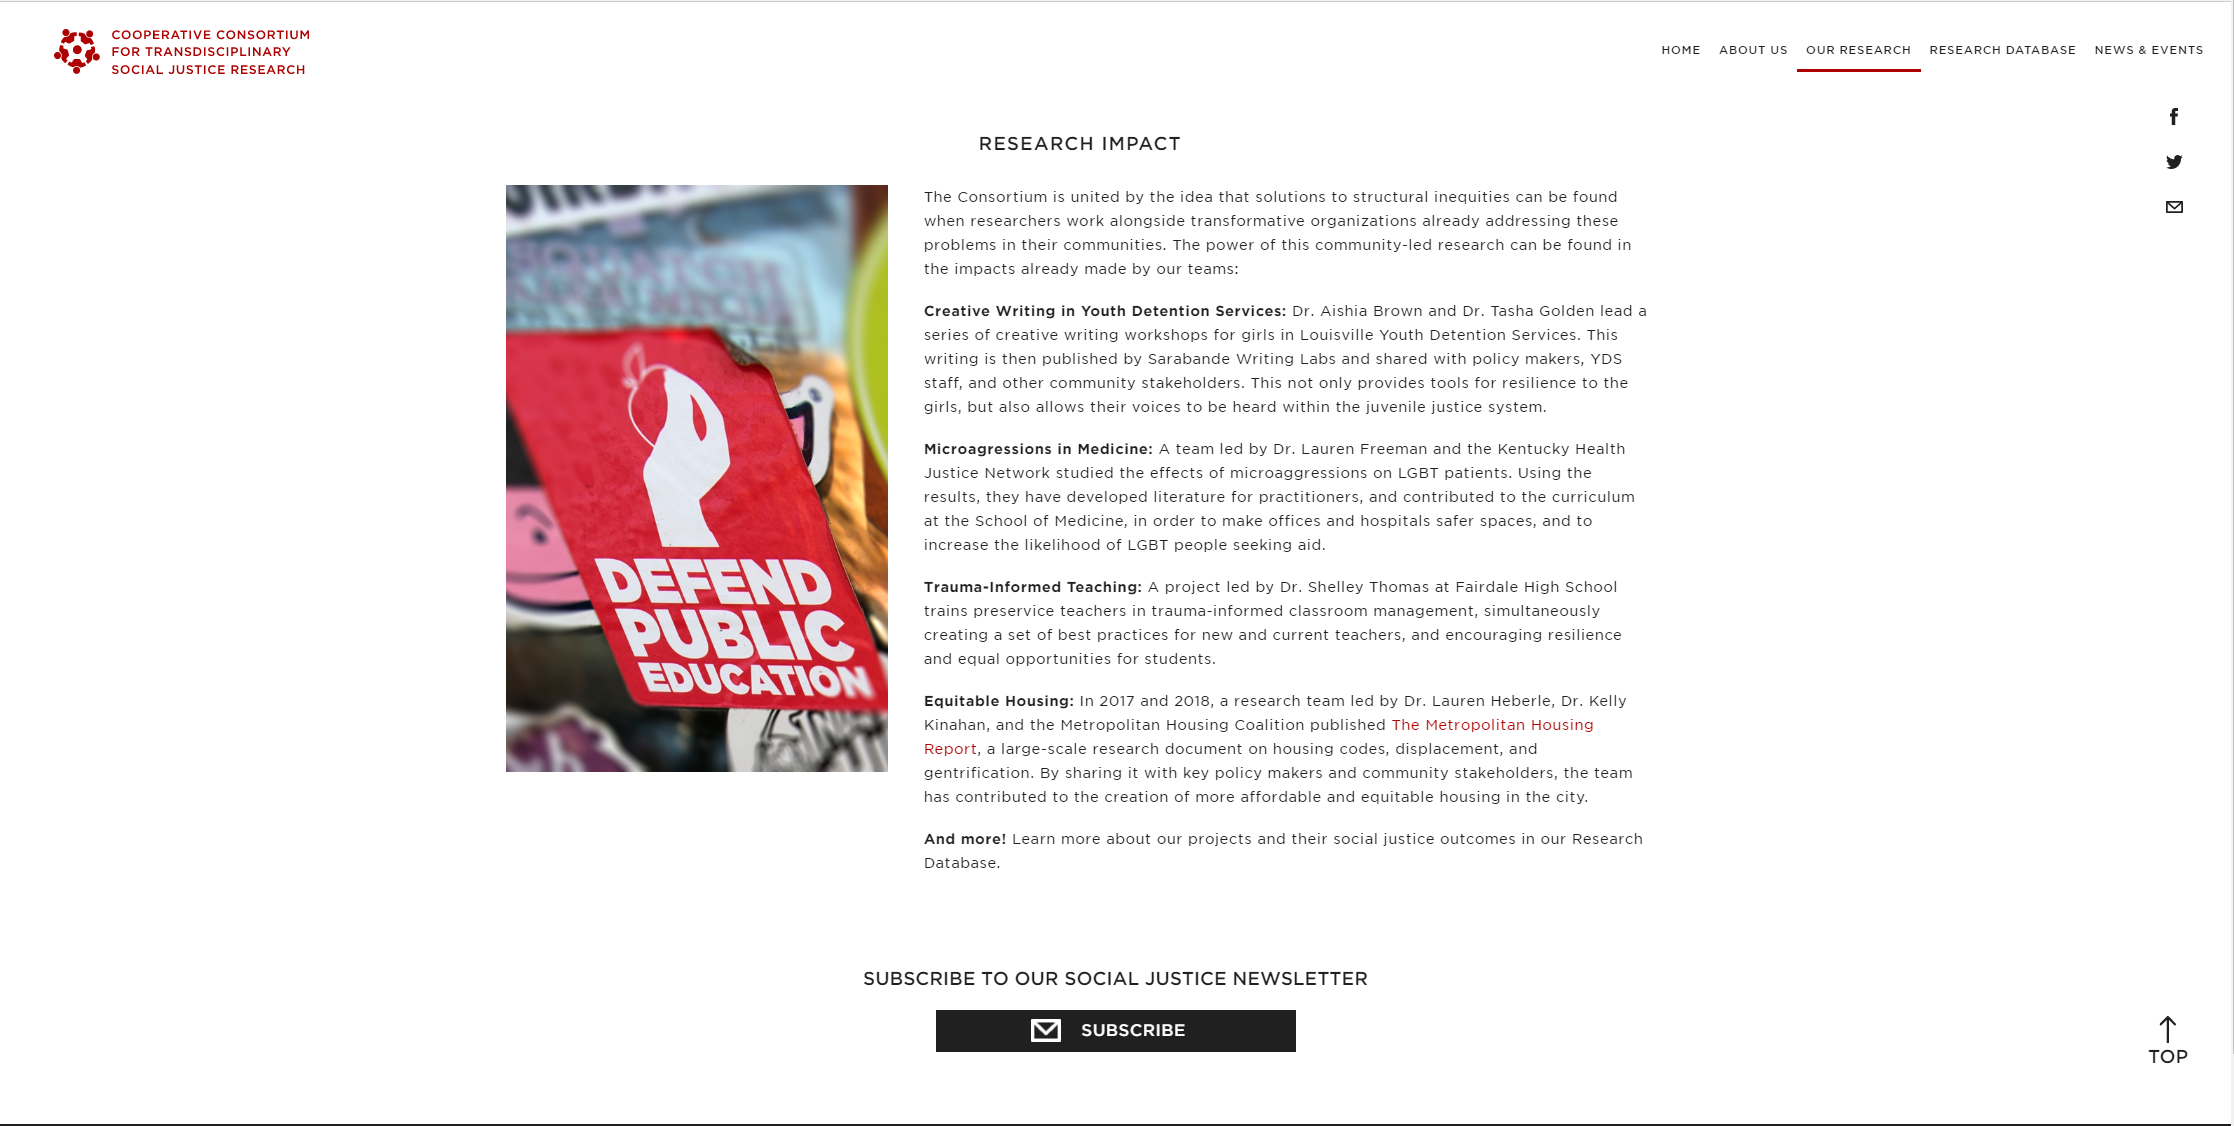 COOPERATIVE CONSORTIUM
FOR TRANSDISCIPLINARY
SOCIAL JUSTICE RESEARCH
HOME ABOUT US OUR RESEARCH RESEARCH DATABASE NEWS & EVENTS
RESEARCH IMPACT
DEFEND
PUBLIC
EDUCATION
The Consortium is united by the idea that solutions to structural inequities can be found
when researchers work alongside transformative organizations already addressing these
problems in their communities. The power of this community-led research can be found in
the impacts already made by our teams:
Creative Writing in Youth Detention Services: Dr. Aishia Brown and Dr. Tasha Golden lead a
series of creative writing workshops for girls in Louisville Youth Detention Services. This
writing is then published by Sarabande Writing Labs and shared with policy makers, YDS
staff, and other community stakeholders. This not only provides tools for resilience to the
girls, but also allows their voices to be heard within the juvenile justice system.
Microagressions in Medicine: A team led by Dr. Lauren Freeman and the Kentucky Health
Justice Network studied the effects of microaggressions on LGBT patients. Using the
results, they have developed literature for practitioners, and contributed to the curriculum
at the School of Medicine, in order to make offices and hospitals safer spaces, and to
increase the likelihood of LGBT people seeking aid.
Trauma-Informed Teaching: A project led by Dr. Shelley Thomas at Fairdale High School
trains preservice teachers in trauma-informed classroom management, simultaneously
creating a set of best practices for new and current teachers, and encouraging resilience
and equal opportunities for students.
Equitable Housing: In 2017 and 2018, a research team led by Dr. Lauren Heberle, Dr. Kelly
Kinahan, and the Metropolitan Housing Coalition published The Metropolitan Housing
Report, a large-scale research document on housing codes, displacement, and
gentrification. By sharing it with key policy makers and community stakeholders, the team
has contributed to the creation of more affordable and equitable housing in the city.
And more! Learn more about our projects and their social justice outcomes in our Research
Database.
SUBSCRIBE TO OUR SOCIAL JUSTICE NEWSLETTER
SUBSCRIBE
TOP